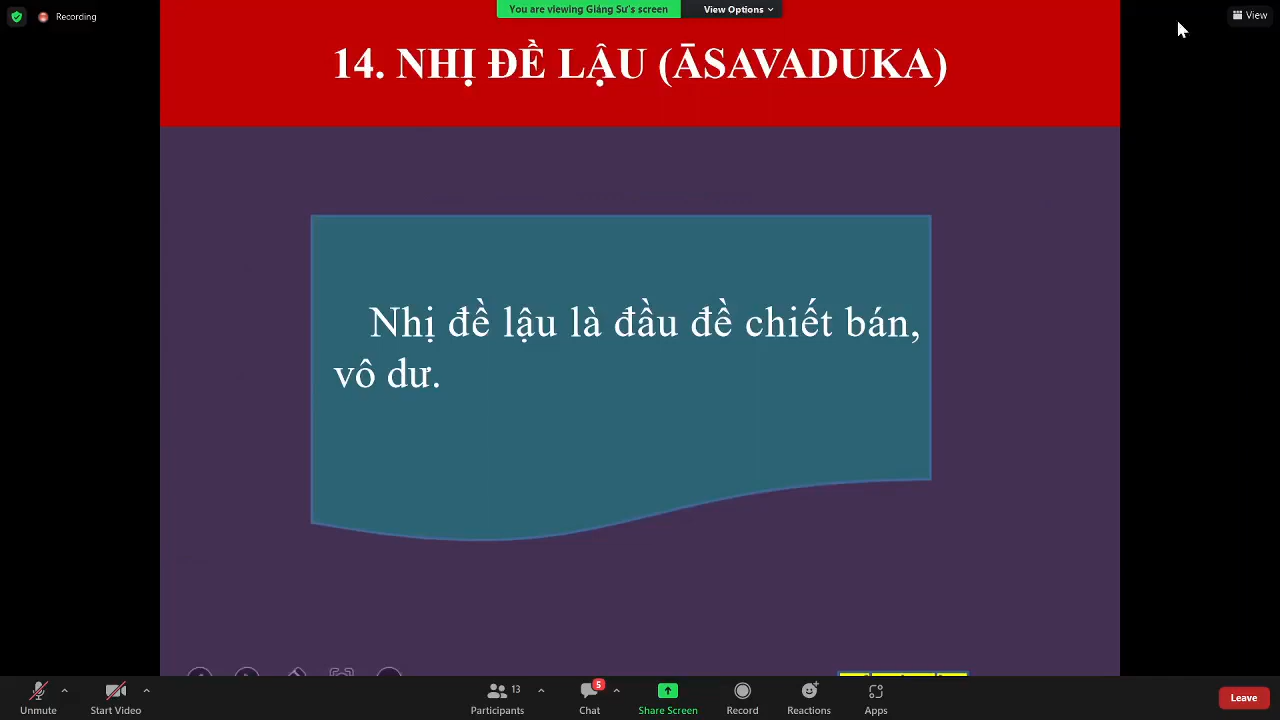 Recording
You are viewing Giảng Sư's screen
View Options
View
14. NHỊ ĐỀ LẬU (ĀSAVADUKA)
Nhị đề lậu là đầu đề chiết bán,
vô dư.
Unmute
Start Video
13
Participants
5
Chat
Share Screen
Record
Reactions
Apps
Leave